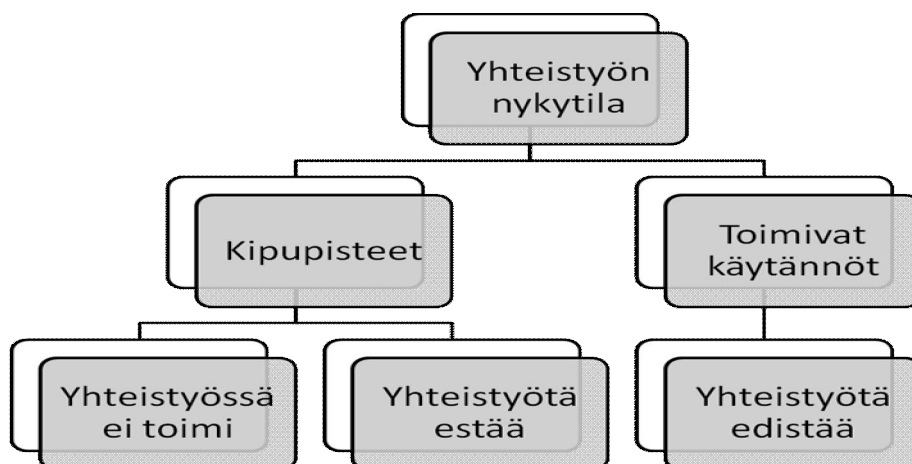 Yhteistyön
nykytila
Kipupisteet
Toimivat
käytännöt
Yhteistyössä
ei toimi
Yhteistyötä
estää
Yhteistyötä
edistää